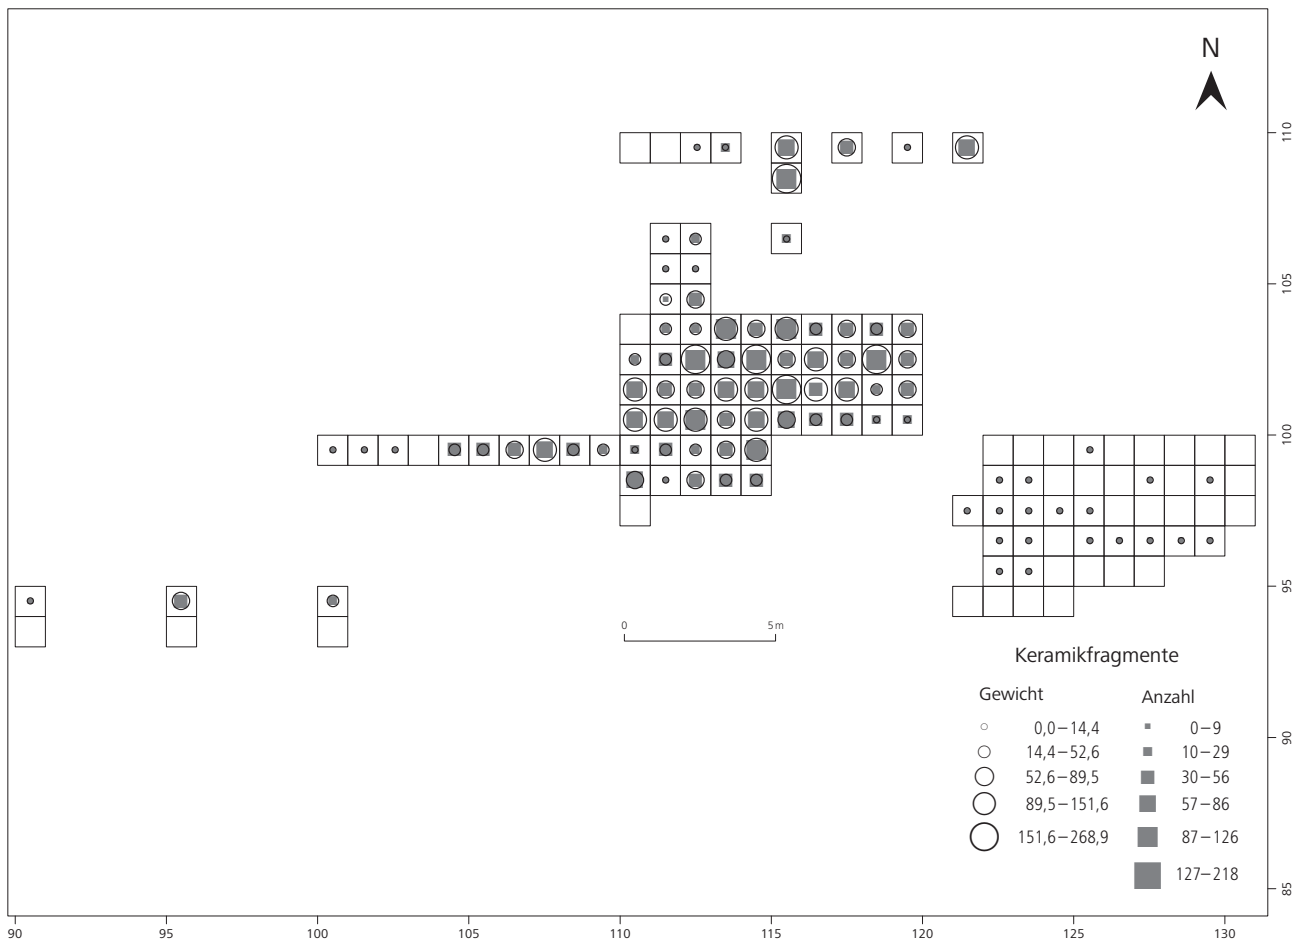 N
110
105
100
95
90
85
0 5 m
Keramikfragmente
Gewicht Anzahl
0,0–14,4 0–9
14,4–52,6 10–29
52,6–89,5 30–56
89,5–151,6 57–86
151,6–268,9 87–126
127–218
90 95 100 105 110 115 120 125 130